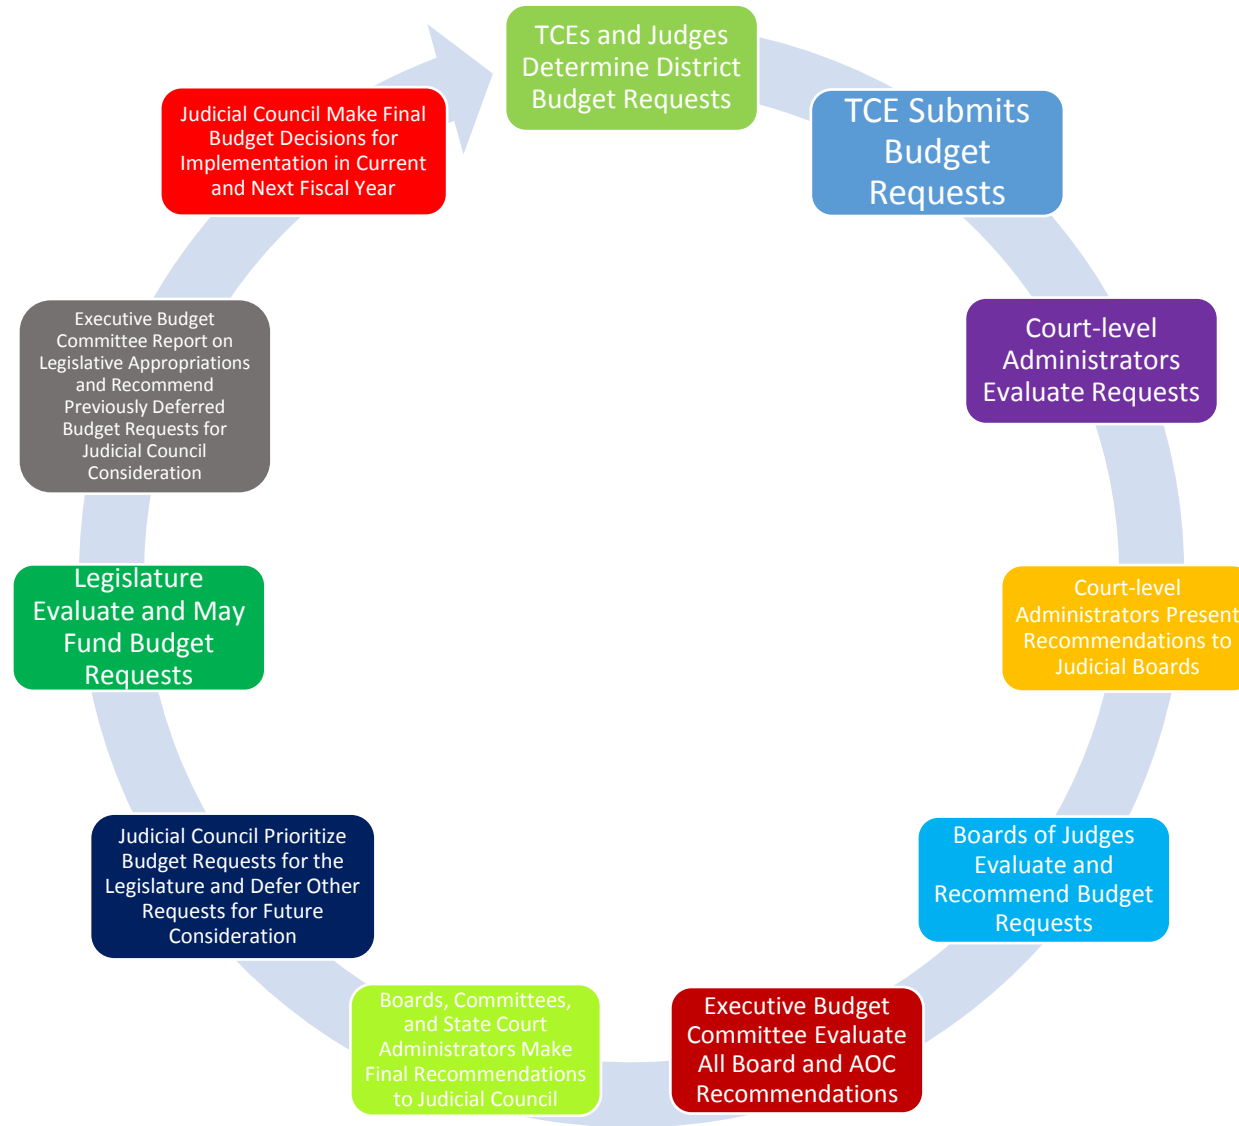 TCEs and Judges
Determine District
Budget Requests
TCE Submits
Budget
Requests
Court-level
Administrators
Evaluate Requests
Court-level
Administrators Present
Recommendations to
Judicial Boards
Boards of Judges
Evaluate and
Recommend Budget
Requests
Executive Budget
Committee Evaluate
All Board and AOC
Recommendations
Boards, Committees,
and State Court
Administrators Make
Final Recommendations
to Judicial Council
Judicial Council Prioritize
Budget Requests for the
Legislature and Defer Other
Requests for Future
Consideration
Legislature
Evaluate and May
Fund Budget
Requests
Executive Budget
Committee Report on
Legislative Appropriations
and Recommend
Previously Deferred
Budget Requests for
Judicial Council
Consideration
Judicial Council Make Final
Budget Decisions for
Implementation in Current
and Next Fiscal Year